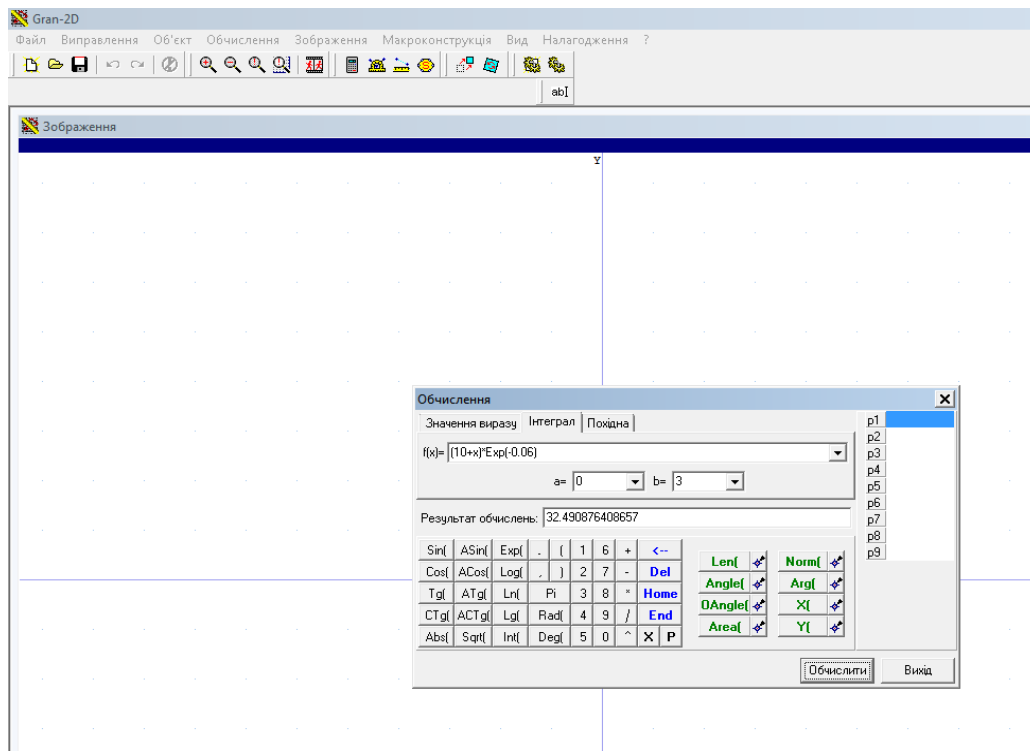 Gran-2D
Файл Виправлення Об'єкт Обчислення Зображення Макроконструкція Вид Налагодження ?
abI
Зображення
Y
Обчислення
Значення виразу Інтеграл Похідна
f(x)= (10+x)*Exp(-0.06)
a= 0 b= 3
Результат обчислень: 32.490876408657
Sin( ASin( Exp( . ( 1 6 + <--
Cos( ACos( Log( , ) 2 7 - Del
Tg( ATg( Ln( Pi 3 8 * Home
CTg( ACTg( Lg( Rad( 4 9 / End
Abs( Sqrt( Int( Deg( 5 0 ^ X P
Len( Norm(
Angle( Arg(
OAngle( X(
Area( Y(
p1
p2
p3
p4
p5
p6
p7
p8
p9
Обчислити Вихід